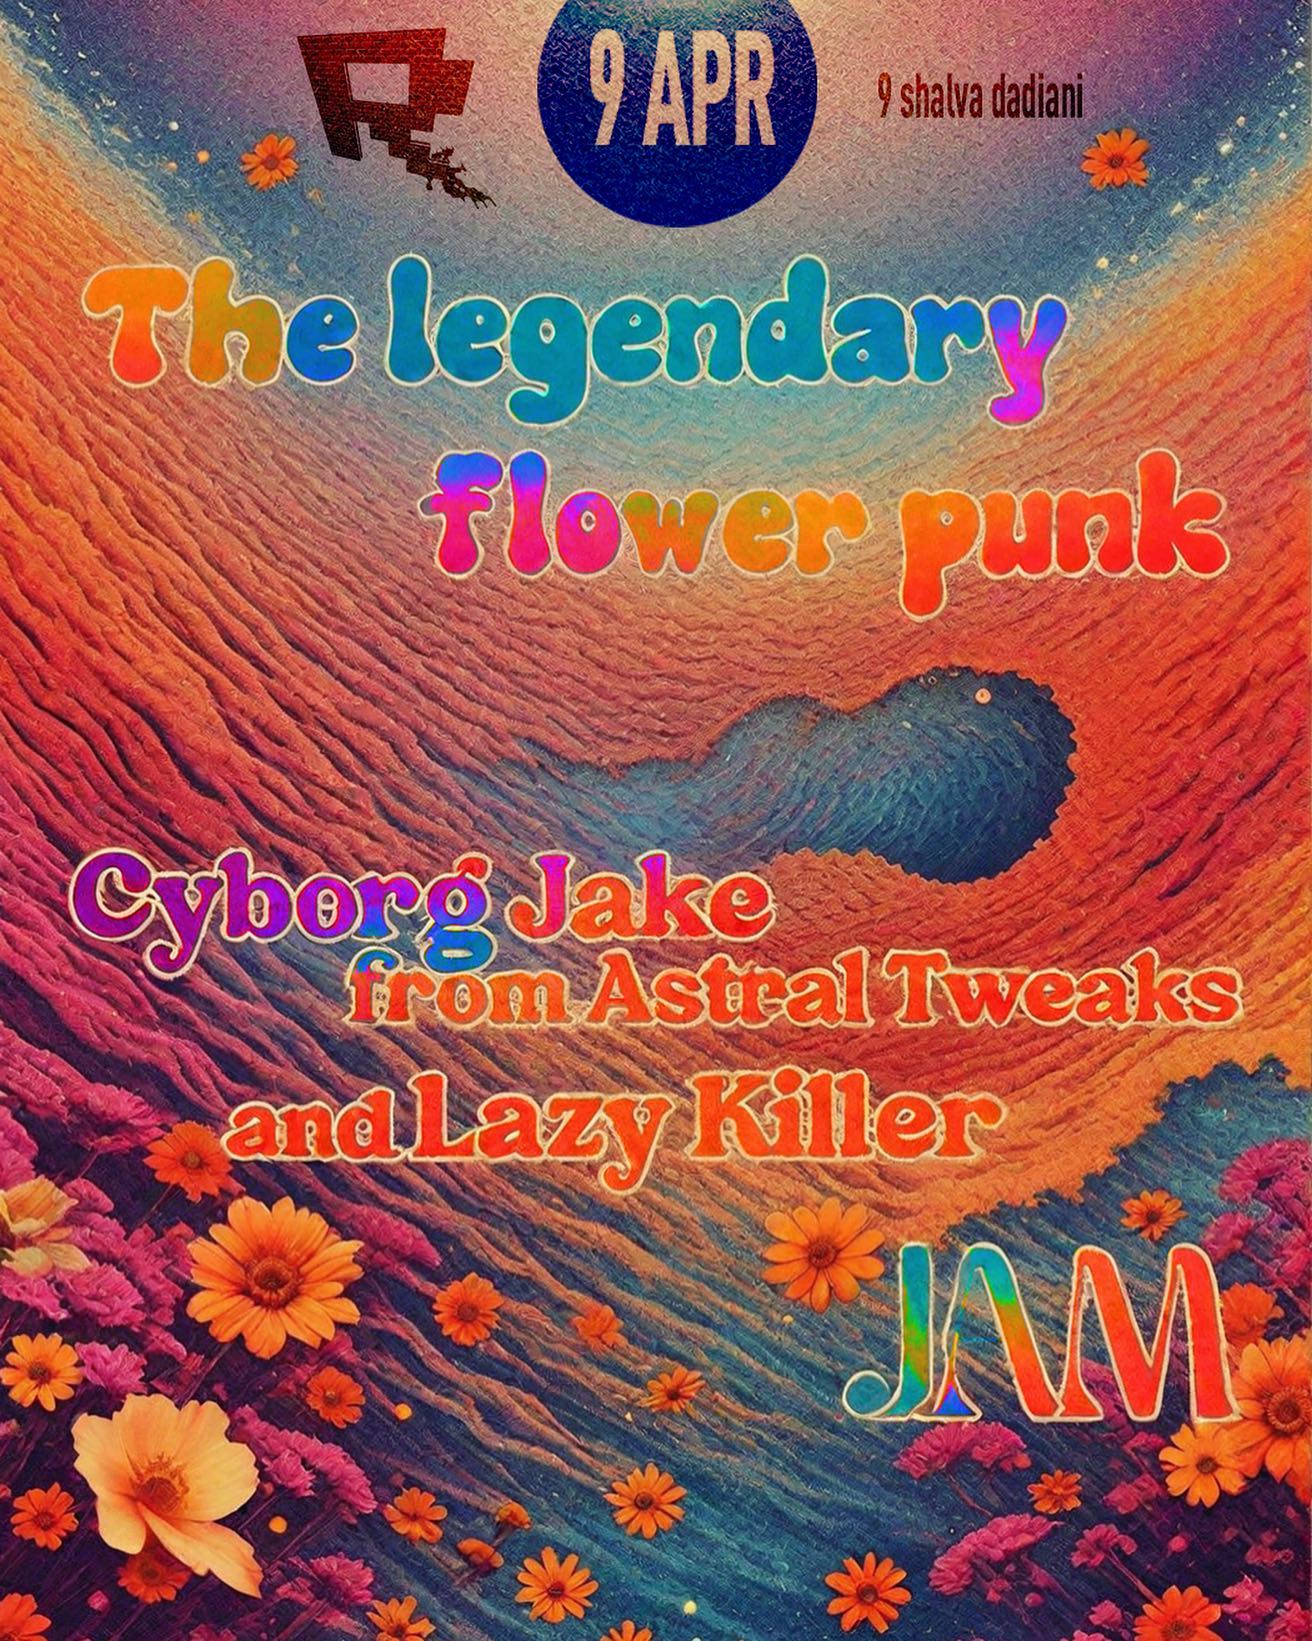 9 APR
9 shalva dadiani
The legendary
flower punk
Cyborg Jake
from Astral Tweaks
and Lazy Killer
JAM